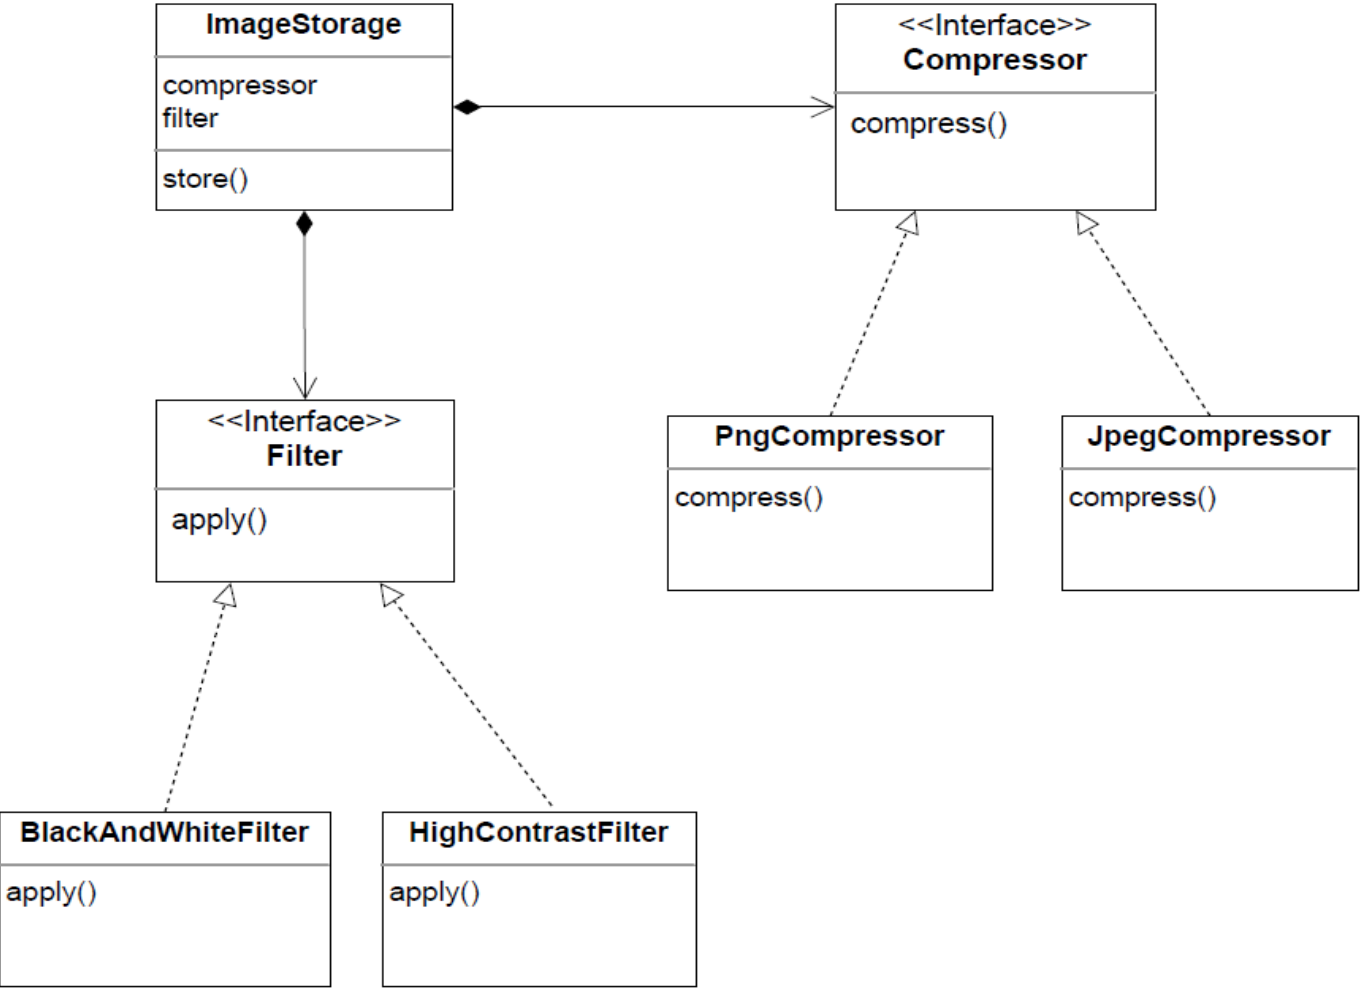 ImageStorage
compressor
filter
store()
<<Interface>>
Compressor
compress()
<<Interface>>
Filter
apply()
PngCompressor
compress()
JpegCompressor
compress()
BlackAndWhiteFilter
apply()
HighContrastFilter
apply()